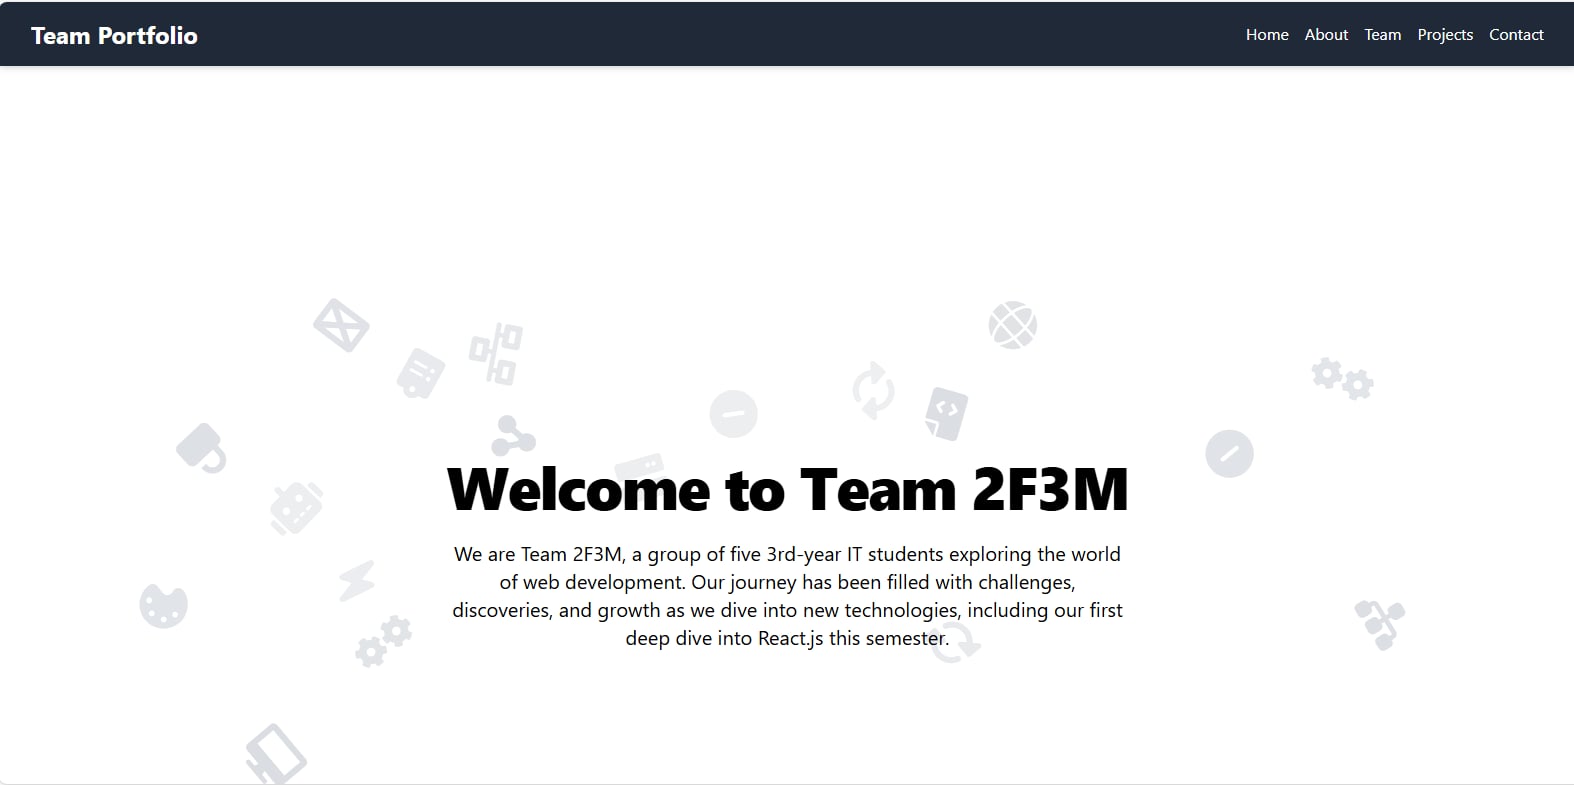 Team Portfolio
Home About Team Projects Contact
Welcome to Team 2F3M
We are Team 2F3M, a group of five 3rd-year IT students exploring the world
of web development. Our journey has been filled with challenges,
discoveries, and growth as we dive into new technologies, including our first
deep dive into React.js this semester.